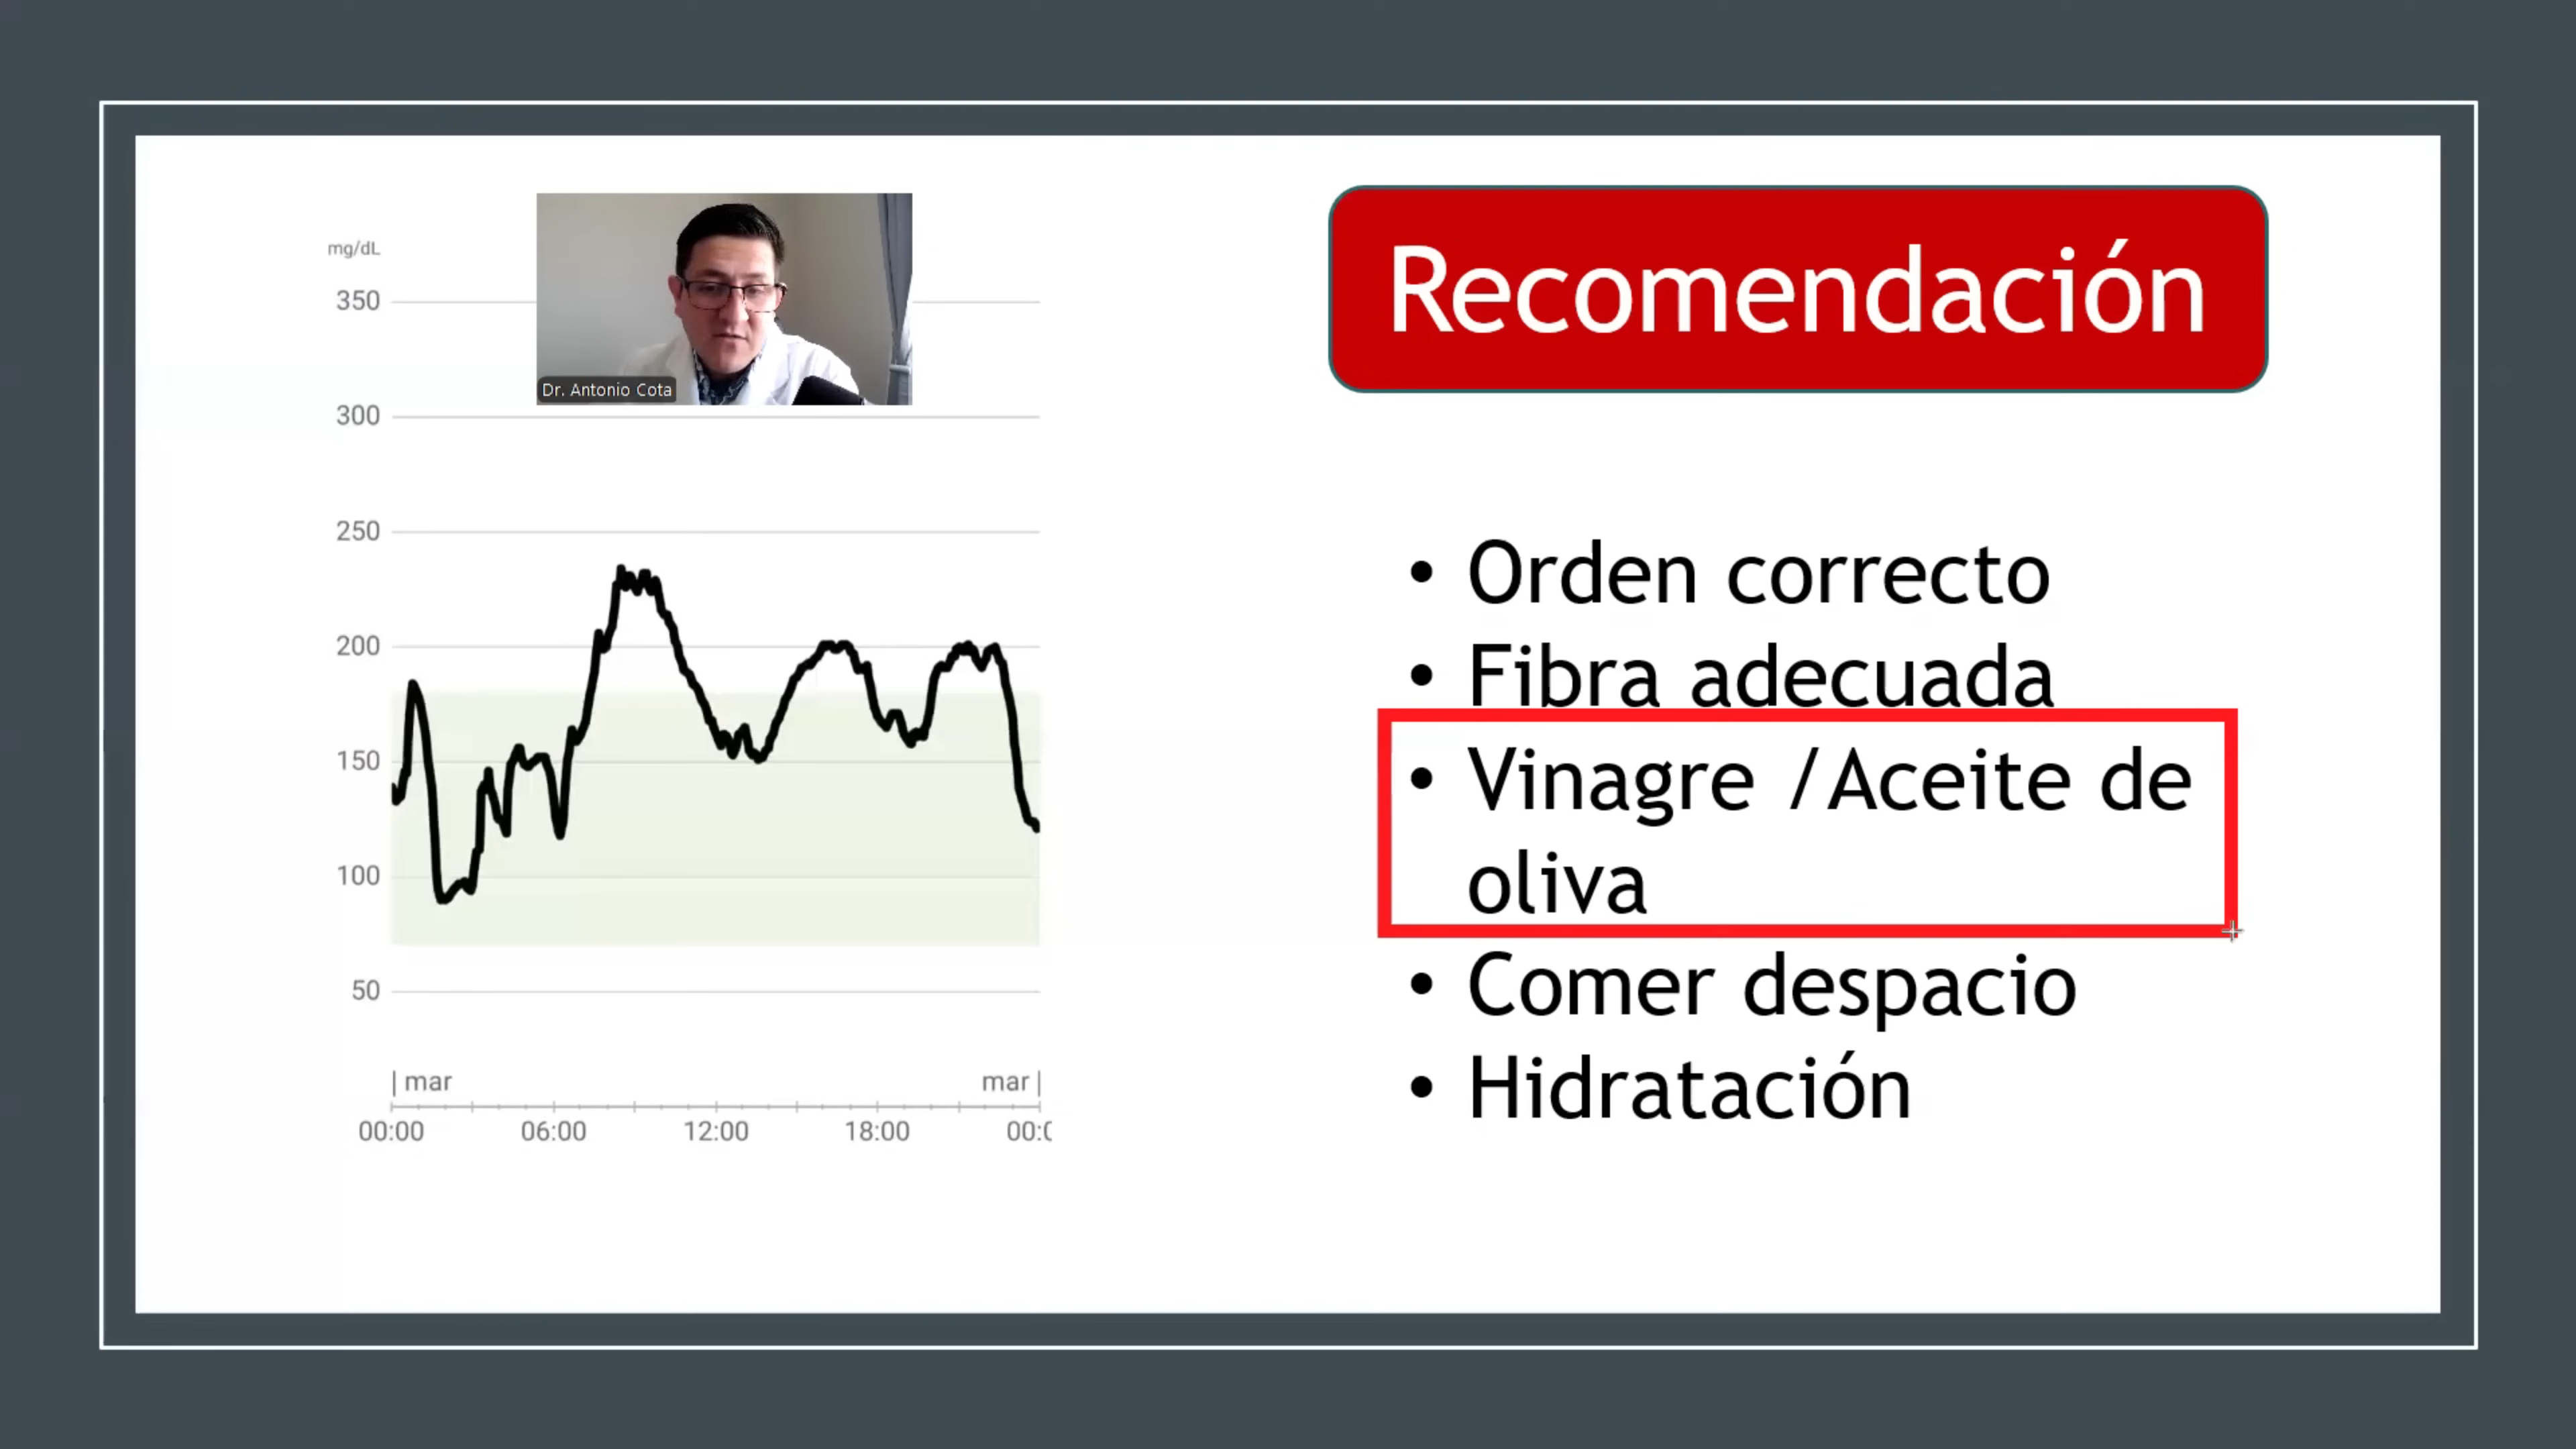 mg/dL
350
300
250
200
150
100
50
| mar
mar |
00:00
06:00
12:00
18:00
Dr. Antonio Cota
Recomendación
• Orden correcto
• Fibra adecuada
• Vinagre /Aceite de
oliva
• Comer despacio
• Hidratación